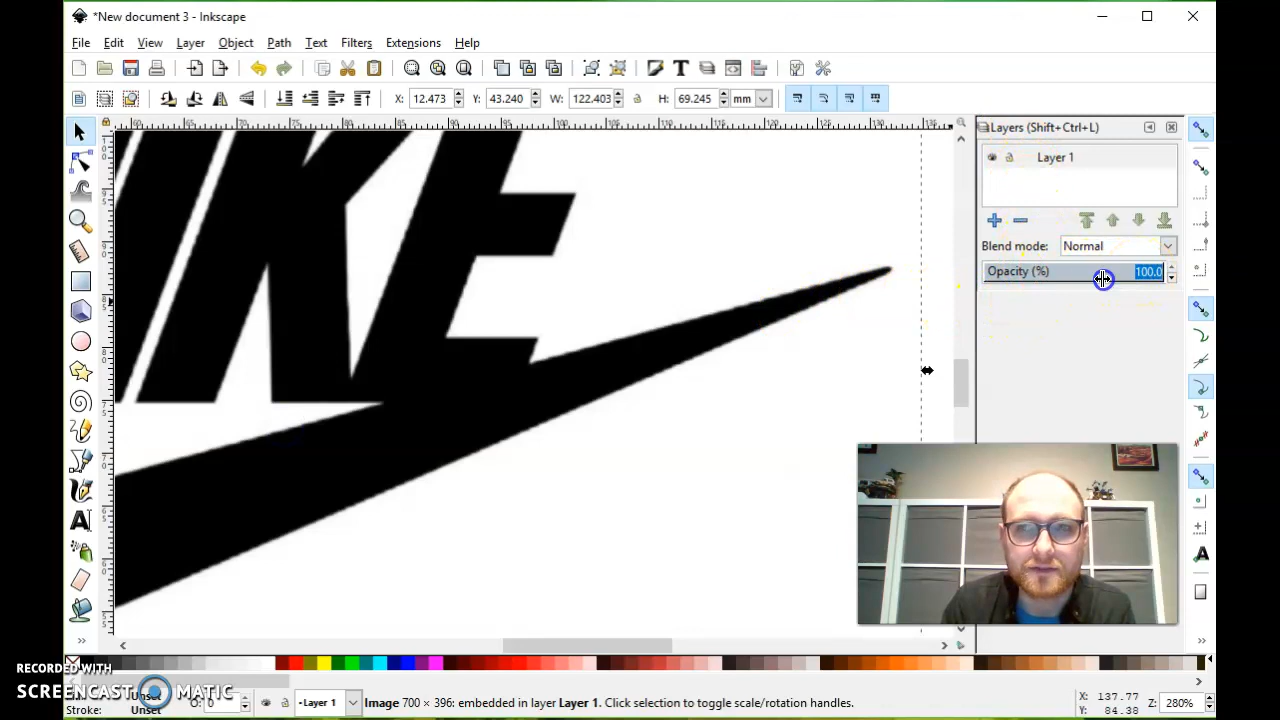 *New document 3 - Inkscape
File Edit View Layer Object Path Text Filters Extensions Help
X: 12.473 Y: 43.240 W: 122.403 H: 69.245 mm
Layers (Shift+Ctrl+L)
Layer 1
Blend mode: Normal
Opacity (%) 100.0
IKE
RECORDED WITH
SCREENCAST MATIC
Unset
Stroke: Unset
O: 0
Layer 1
Image 700 × 396: embedded in layer Layer 1. Click selection to toggle scale/rotation handles.
X: 137.77
Y: 84.38
Z: 280%